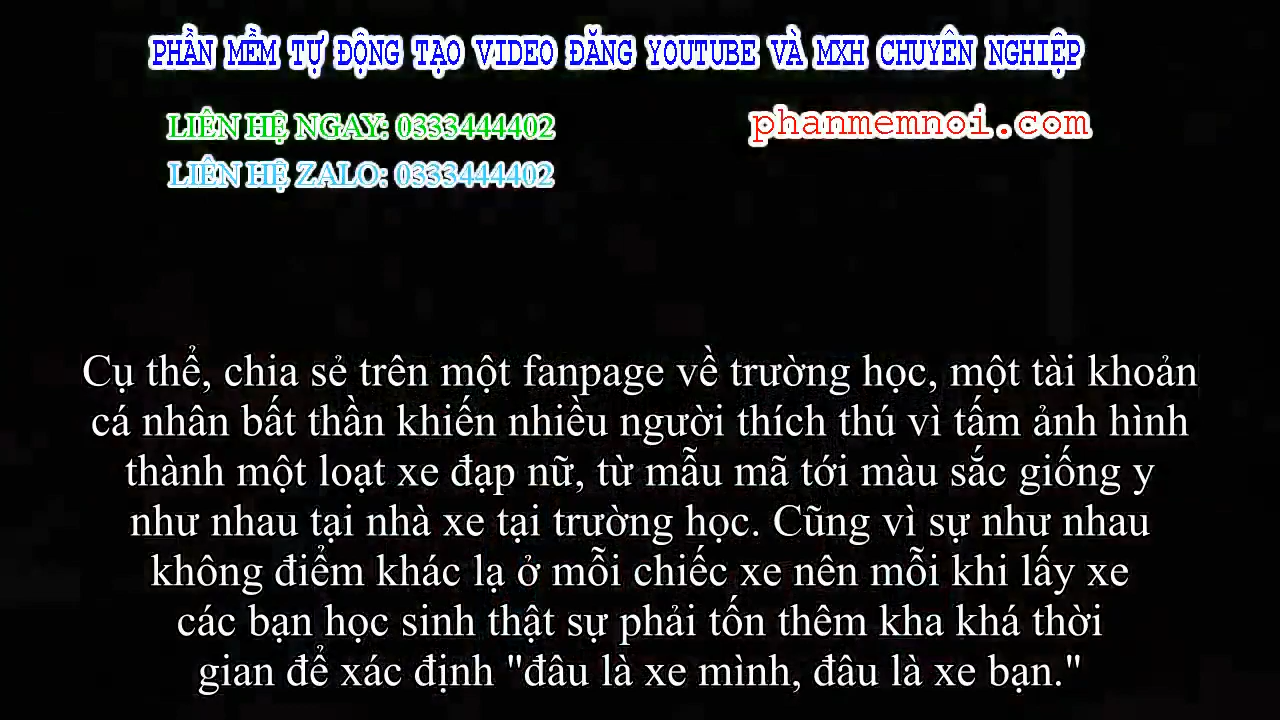 PHẦN MỀM TỰ ĐỘNG TẠO VIDEO ĐĂNG YOUTUBE VÀ MXH CHUYÊN NGHIỆP
LIÊN HỆ NGAY: 0333444402
phanmemnoi.com
LIÊN HỆ ZALO: 0333444402
Cụ thể, chia sẻ trên một fanpage về trường học, một tài khoản
cá nhân bất thần khiến nhiều người thích thú vì tấm ảnh hình
thành một loạt xe đạp nữ, từ mẫu mã tới màu sắc giống y
như nhau tại nhà xe tại trường học. Cũng vì sự như nhau
không điểm khác lạ ở mỗi chiếc xe nên mỗi khi lấy xe
các bạn học sinh thật sự phải tốn thêm kha khá thời
gian để xác định "đâu là xe mình, đâu là xe bạn."